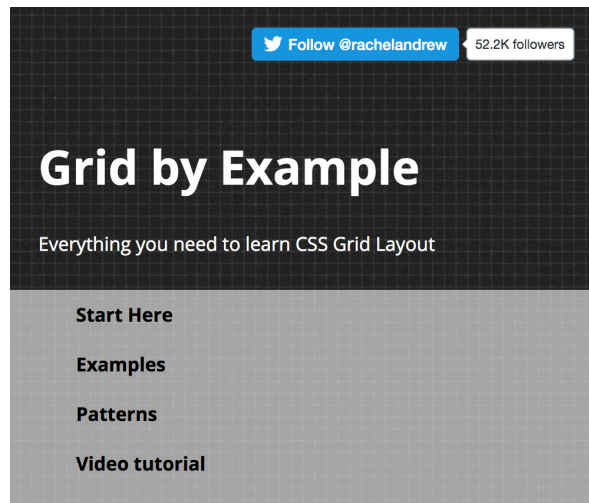 Follow @rachelandrew 52.2K followers
Grid by Example
Everything you need to learn CSS Grid Layout
Start Here
Examples
Patterns
Video tutorial